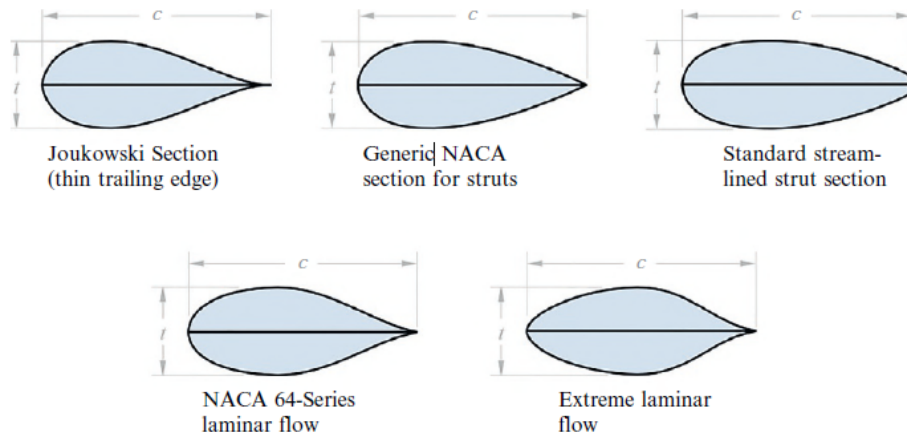 c c c
t t t
Joukowski Section
(thin trailing edge)
Generic NACA
section for struts
Standard stream-
lined strut section
c c
t t
NACA 64-Series
laminar flow
Extreme laminar
flow